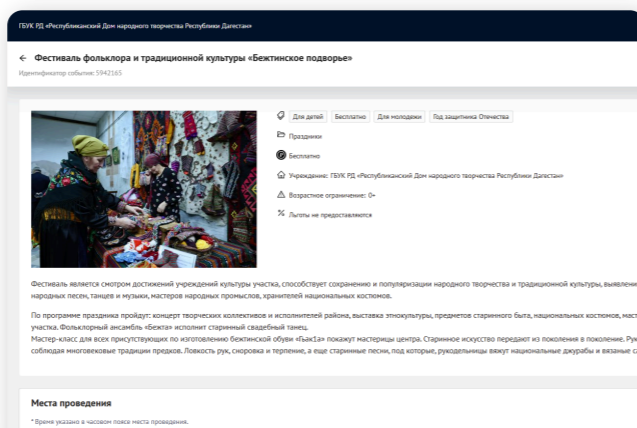 ГБУК РД «Республиканский Дом народного творчества Республики Дагестан»
← Фестиваль фольклора и традиционной культуры «Бежтинское подворье»
Идентификатор события: 5942165
Для детей Бесплатно Для молодежи Год защитника Отечества
Праздники
Бесплатно
Учреждение: ГБУК РД «Республиканский Дом народного творчества Республики Дагестан»
Возрастное ограничение: 0+
Льготы не предоставляются
Фестиваль является смотром достижений учреждений культуры участка, способствует сохранению и популяризации народного творчества и традиционной культуры,
народных песен, танцев и музыки, мастеров народных промыслов, хранителей национальных костюмов.
По программе праздника пройдут: концерт творческих коллективов и исполнителей района, выставка этнокультуры, предметов старинного быта, национальных костюмов,
участка. Фольклорный ансамбль «Бежта» исполнит старинный свадебный танец.
Мастер-класс для всех присутствующих по изготовлению бежтинской обуви «Гьакӏа» покажут мастерицы центра. Старинное искусство передают из поколения в поколение.
соблюдая многовековые традиции предков. Ловкость рук, сноровка и терпение, а еще старинные песни, под которые, рукодельницы вяжут национальные джурабы и вязаные
Места проведения
* Время указано в часовом поясе места проведения.